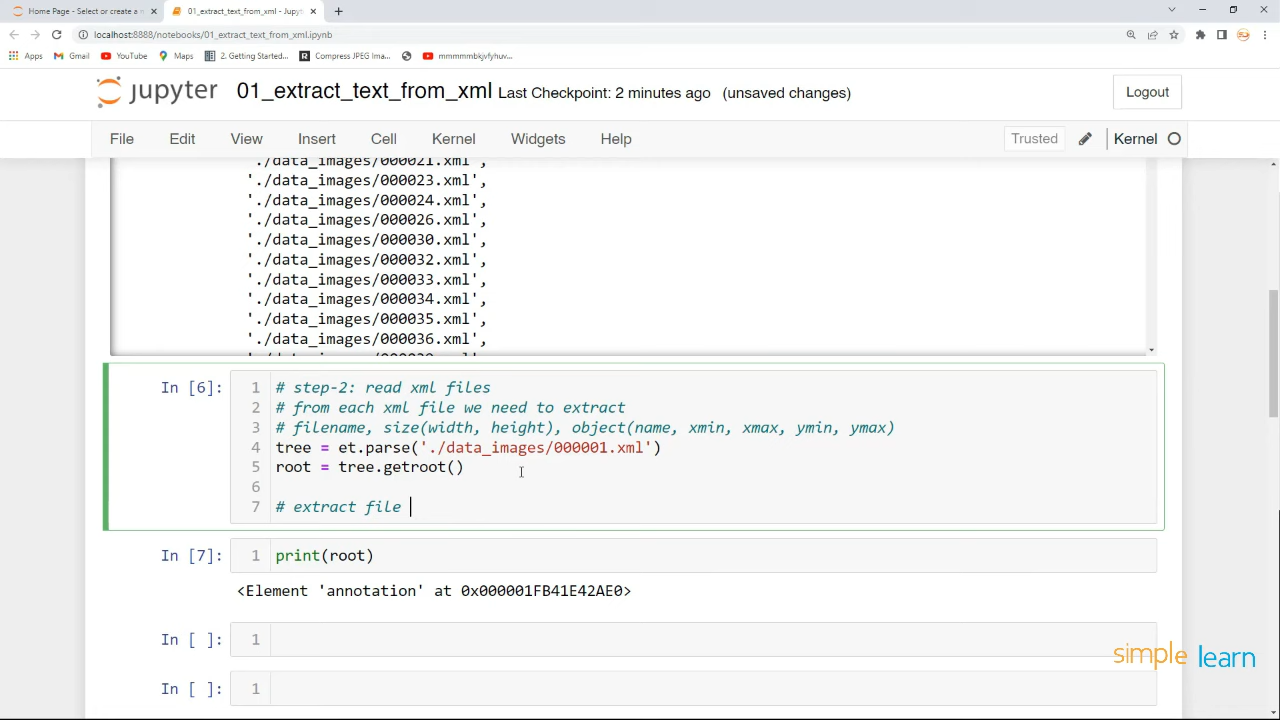 Home Page - Select or create a n
01_extract_text_from_xml - Jupy
localhost:8888/notebooks/01_extract_text_from_xml.ipynb
Apps Gmail YouTube Maps 2. Getting Started... Compress JPEG Ima... mmmmmbkjvfyhuv...
jupyter 01_extract_text_from_xml Last Checkpoint: 2 minutes ago (unsaved changes) Logout
File Edit View Insert Cell Kernel Widgets Help Trusted Kernel
'./data_images/000021.xml',
'./data_images/000023.xml',
'./data_images/000024.xml',
'./data_images/000026.xml',
'./data_images/000030.xml',
'./data_images/000032.xml',
'./data_images/000033.xml',
'./data_images/000034.xml',
'./data_images/000035.xml',
'./data_images/000036.xml',
In [6]: 1 # step-2: read xml files
2 # from each xml file we need to extract
3 # filename, size(width, height), object(name, xmin, xmax, ymin, ymax)
4 tree = et.parse('./data_images/000001.xml')
5 root = tree.getroot()
6
7 # extract file
In [7]: 1 print(root)
<Element 'annotation' at 0x000001FB41E42AE0>
In [ ]: 1
In [ ]: 1
simplelearn